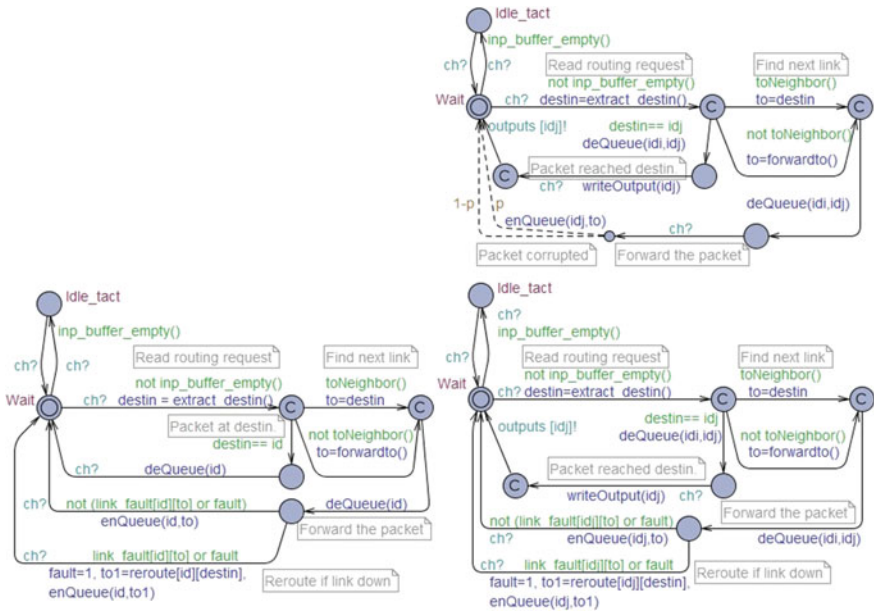 Idle_tact
inp_buffer_empty()
ch?
ch?
Read routing request
Find next link
not inp_buffer_empty()
toNeighbor()
Wait
ch?
destin=extract_destin()
to=destin
C
C
outputs [idj]!
destin== idj
deQueue(idi,idj)
not toNeighbor()
to=forwardto()
C
Packet reached destin.
ch?
writeOutput(idj)
1-p
p
enQueue(idj,to)
deQueue(idi,idj)
ch?
Packet corrupted
Forward the packet
Idle_tact
inp_buffer_empty()
ch?
ch?
Read routing request
Find next link
not inp_buffer_empty()
toNeighbor()
Wait
ch?
destin = extract_destin()
to=destin
C
C
Packet at destin.
destin== id
not toNeighbor()
to=forwardto()
ch?
deQueue(id)
ch?
not (link_fault[id][to] or fault)
deQueue(id)
enQueue(id,to)
Forward the packet
ch?
link_fault[id][to] or fault
fault=1, to1=reroute[id][destin],
enQueue(id,to1)
Reroute if link down
Idle_tact
ch?
inp_buffer_empty()
ch?
Read routing request
Find next link
not inp_buffer_empty()
toNeighbor()
Wait
ch?
destin=extract_destin()
to=destin
C
C
outputs [idj]!
destin== idj
deQueue(idi,idj)
not toNeighbor()
to=forwardto()
Packet reached destin.
C
writeOutput(idj)
ch?
not (link_fault[idj][to] or fault)
Forward the packet
ch?
enQueue(idj,to)
deQueue(idi,idj)
ch?
link_fault[idj][to] or fault
fault=1, to1=reroute[idj][destin],
enQueue(idj,to1)
Reroute if link down